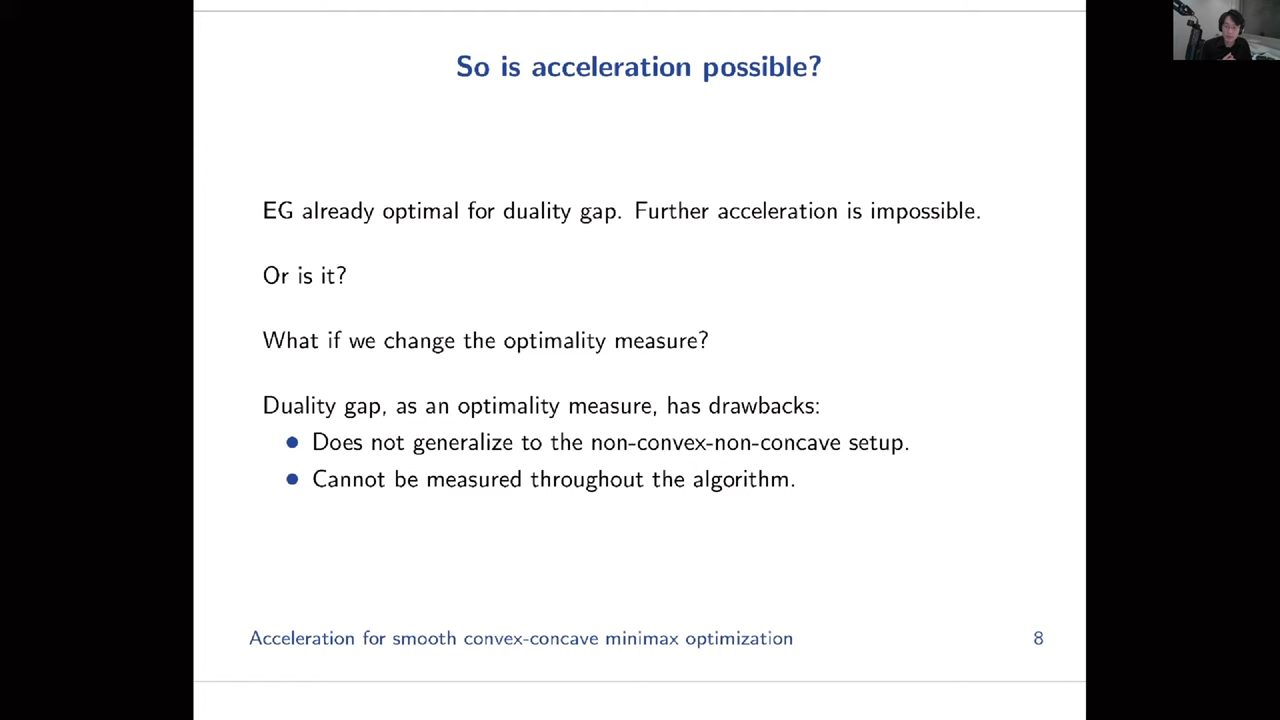 So is acceleration possible?
EG already optimal for duality gap. Further acceleration is impossible.
Or is it?
What if we change the optimality measure?
Duality gap, as an optimality measure, has drawbacks:
● Does not generalize to the non-convex-non-concave setup.
● Cannot be measured throughout the algorithm.
Acceleration for smooth convex-concave minimax optimization 8